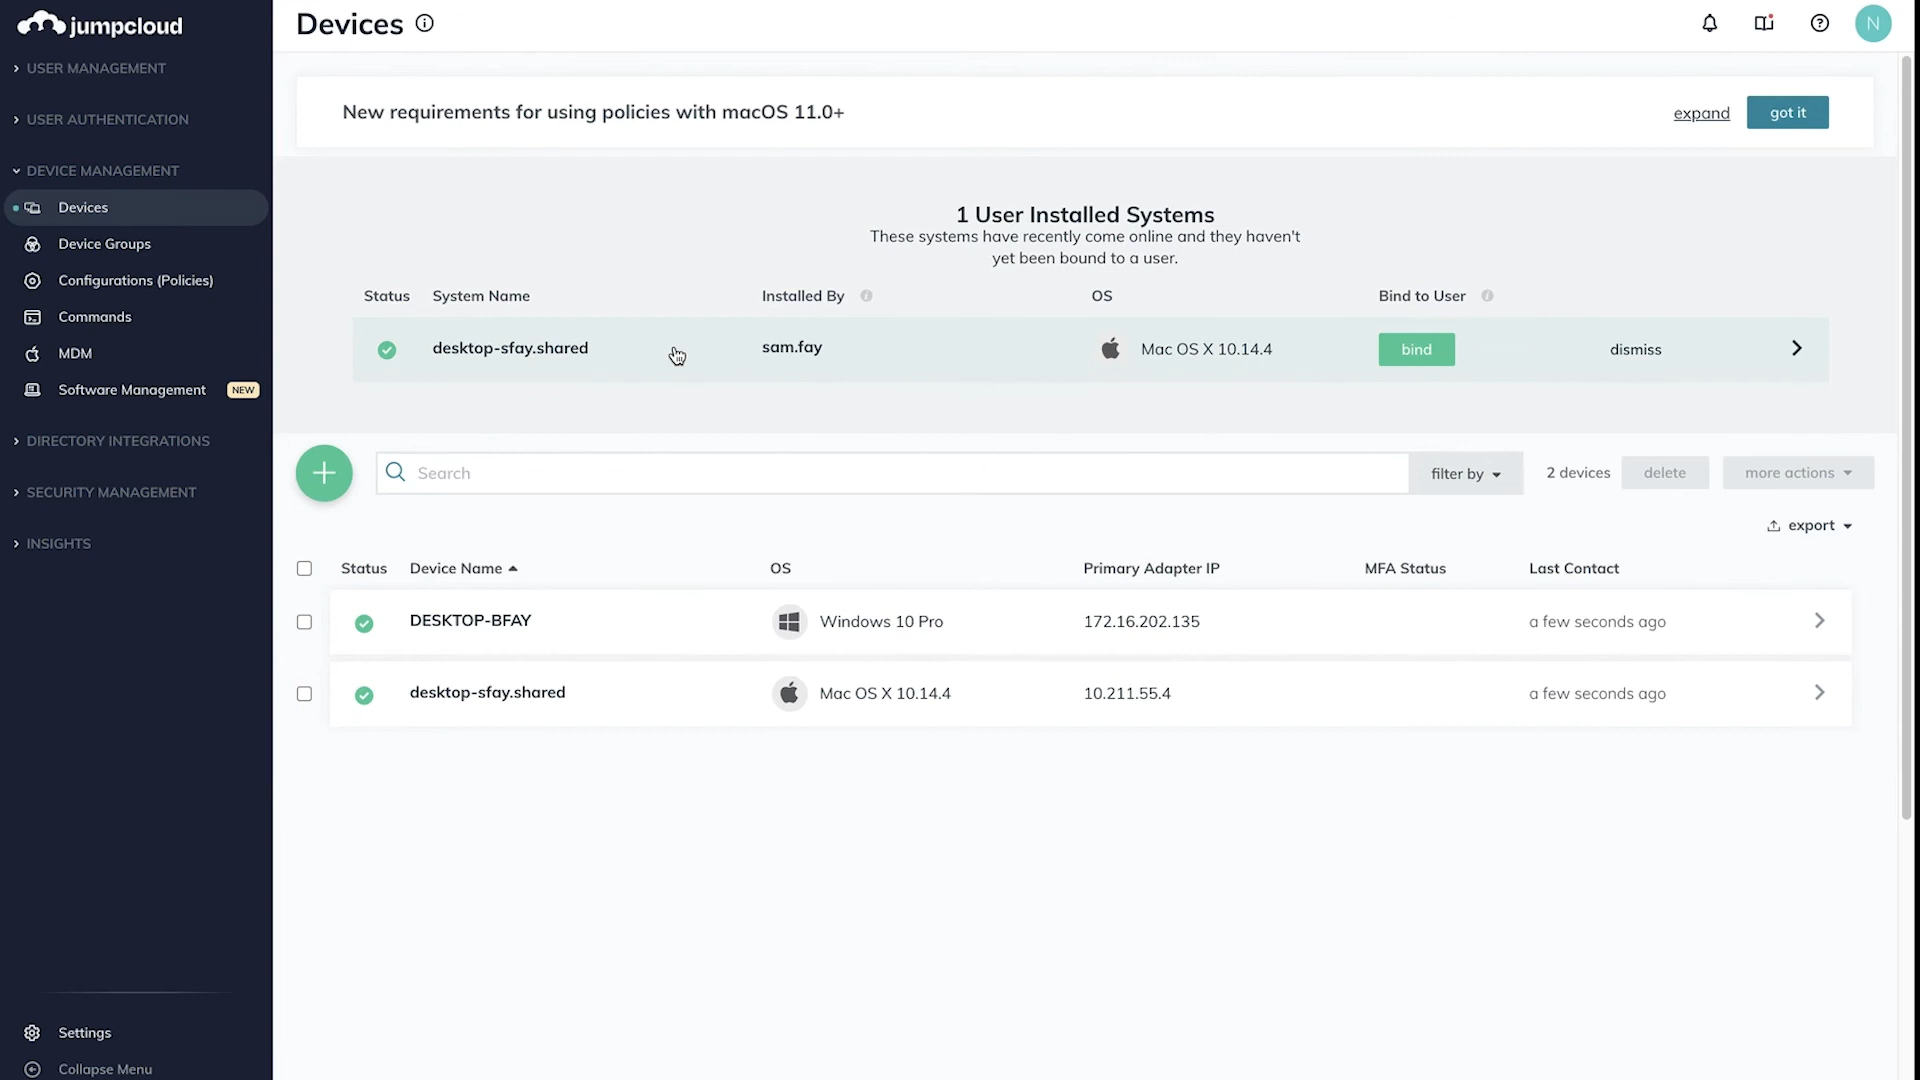 jumpcloud
Devices
N
USER MANAGEMENT
USER AUTHENTICATION
DEVICE MANAGEMENT
Devices
Device Groups
Configurations (Policies)
Commands
MDM
Software Management NEW
DIRECTORY INTEGRATIONS
SECURITY MANAGEMENT
INSIGHTS
Settings
Collapse Menu
New requirements for using policies with macOS 11.0+ expand got it
1 User Installed Systems
These systems have recently come online and they haven't
yet been bound to a user.
Status System Name Installed By OS Bind to User
desktop-sfay.shared sam.fay Mac OS X 10.14.4 bind dismiss
Search filter by 2 devices delete more actions
export
Status Device Name OS Primary Adapter IP MFA Status Last Contact
DESKTOP-BFAY Windows 10 Pro 172.16.202.135 a few seconds ago
desktop-sfay.shared Mac OS X 10.14.4 10.211.55.4 a few seconds ago